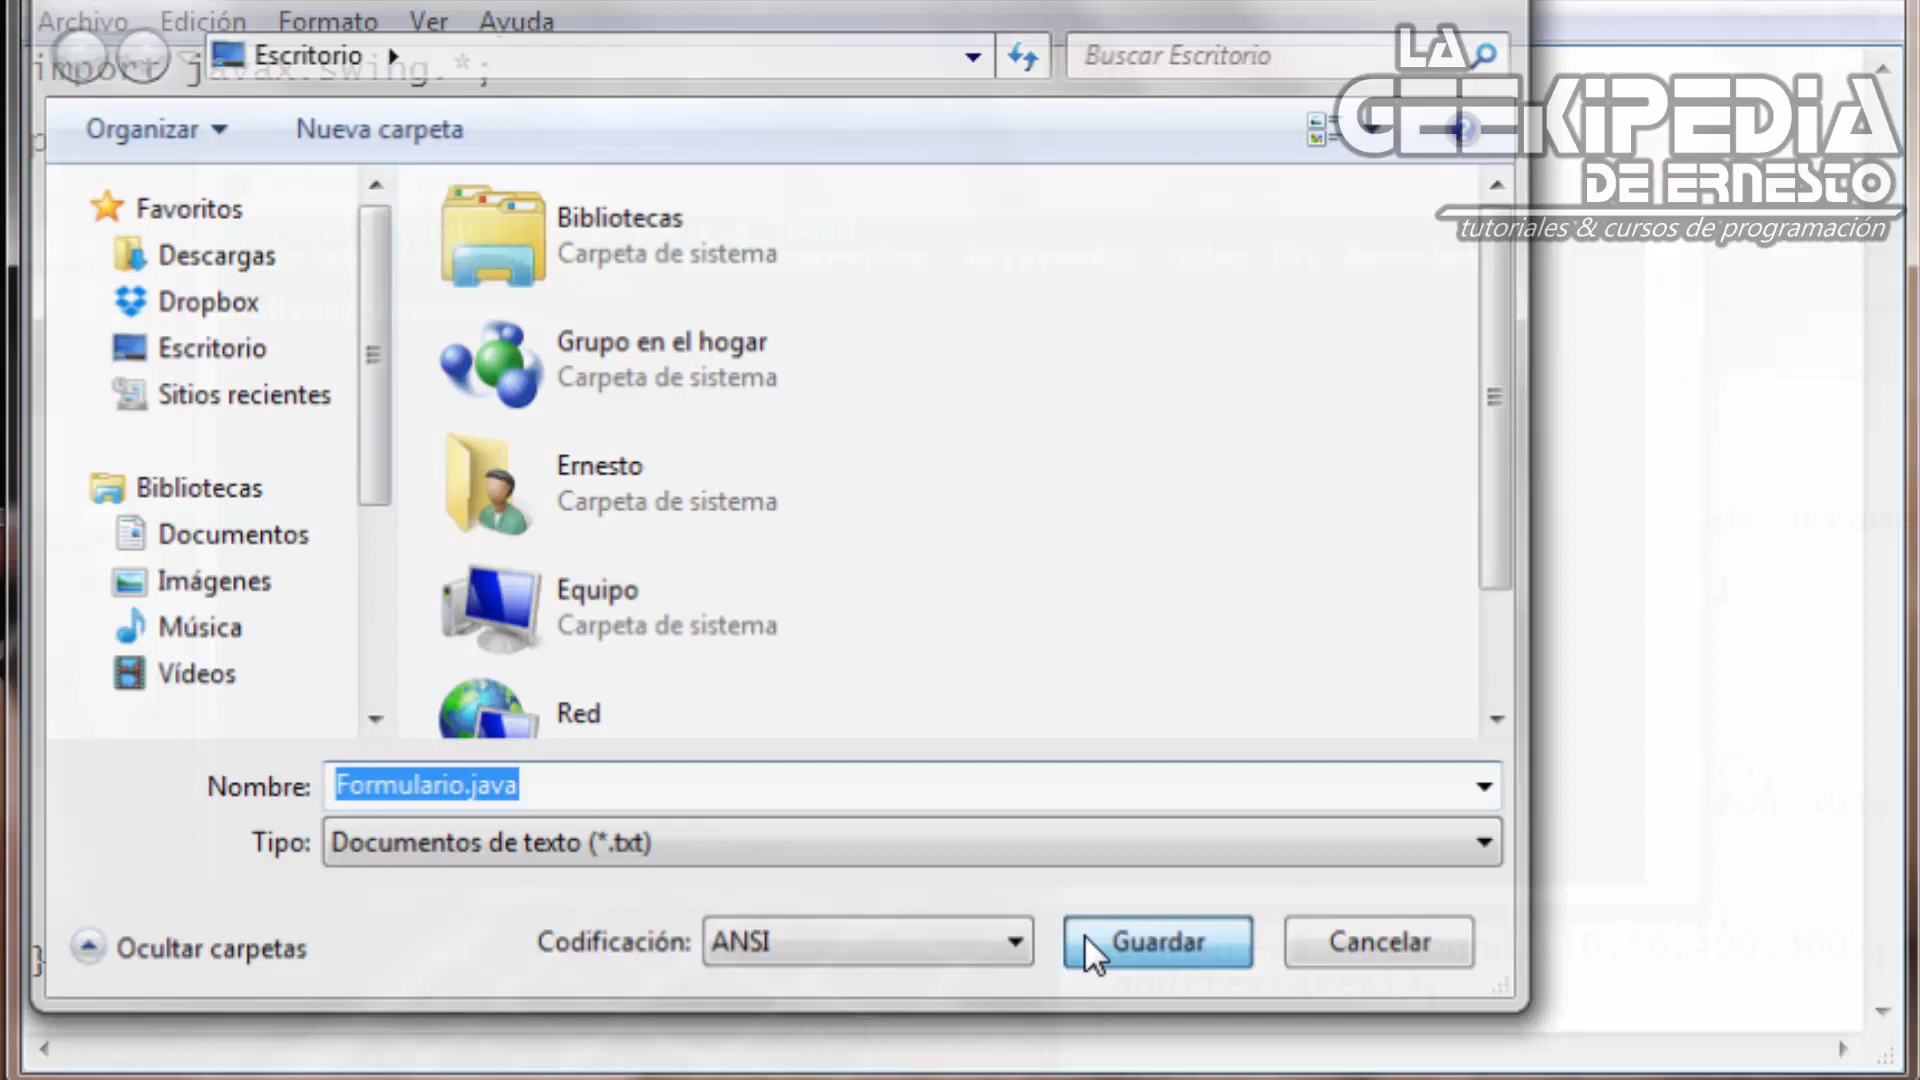 Archivo Edición Formato Ver Ayuda
Escritorio
Buscar Escritorio
import javax.swing.*;
LA
GEEKIPEDIA
DE ERNESTO
tutoriales & cursos de programación
Organizar
Nueva carpeta
Favoritos
Descargas
Dropbox
Escritorio
Sitios recientes
Bibliotecas
Documentos
Imágenes
Música
Vídeos
Bibliotecas
Carpeta de sistema
Grupo en el hogar
Carpeta de sistema
Ernesto
Carpeta de sistema
Equipo
Carpeta de sistema
Red
Nombre: Formulario.java
Tipo: Documentos de texto (*.txt)
Ocultar carpetas
Codificación: ANSI
Guardar
Cancelar
}